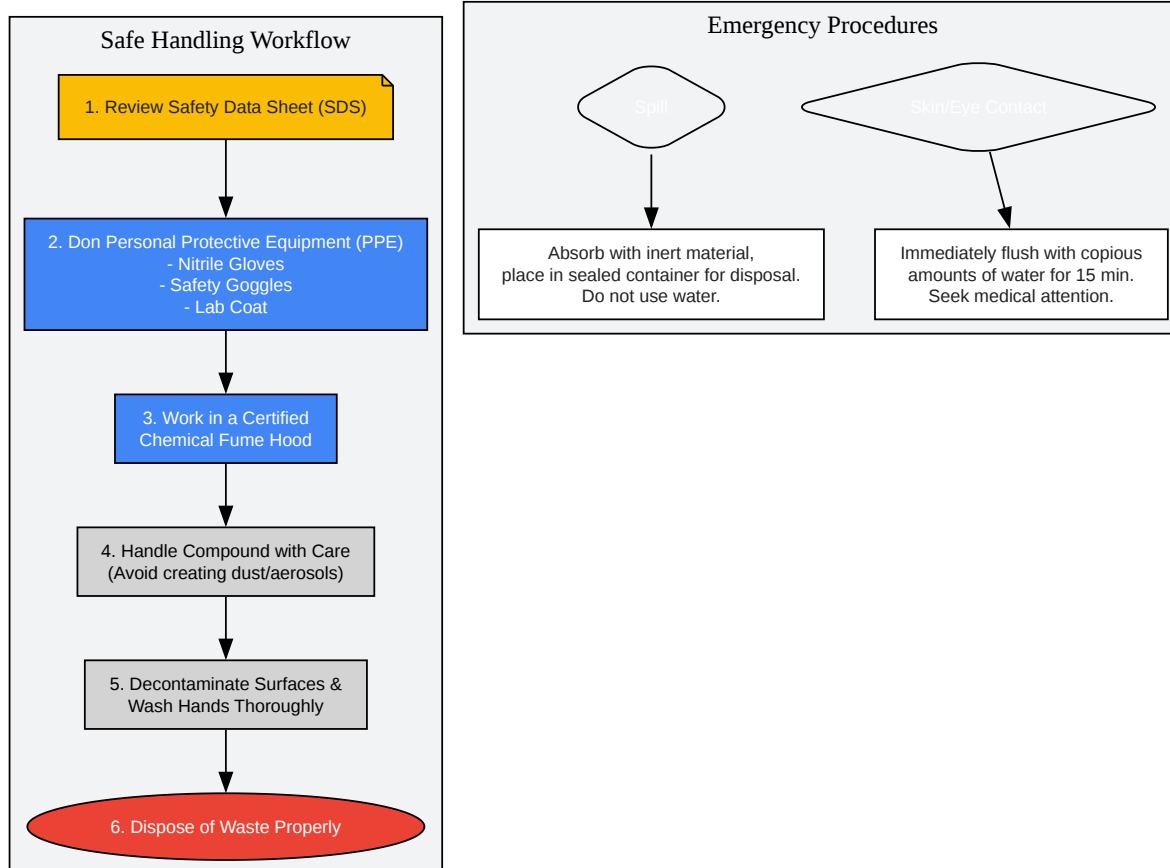 Safe Handling Workflow
1. Review Safety Data Sheet (SDS)
2. Don Personal Protective Equipment (PPE)
- Nitrile Gloves
- Safety Goggles
- Lab Coat
3. Work in a Certified
Chemical Fume Hood
4. Handle Compound with Care
(Avoid creating dust/aerosols)
5. Decontaminate Surfaces &
Wash Hands Thoroughly
6. Dispose of Waste Properly
Emergency Procedures
Spill
Skin/Eye Contact
Absorb with inert material,
place in sealed container for disposal.
Do not use water.
Immediately flush with copious
amounts of water for 15 min.
Seek medical attention.